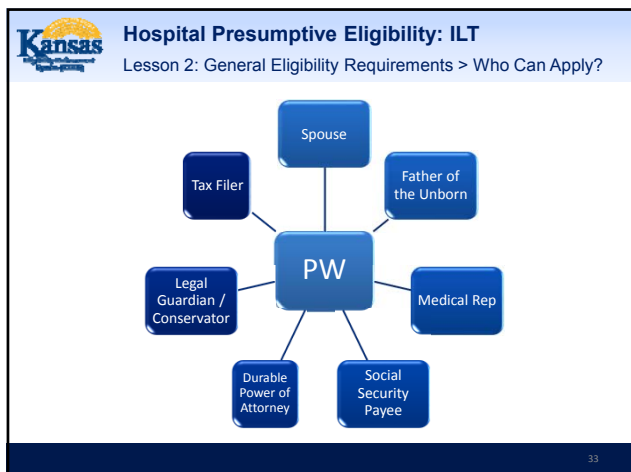 Kansas
Hospital Presumptive Eligibility: ILT
Lesson 2: General Eligibility Requirements > Who Can Apply?
Spouse
Tax Filer
Father of
the Unborn
PW
Legal
Guardian /
Conservator
Medical Rep
Durable
Power of
Attorney
Social
Security
Payee
33